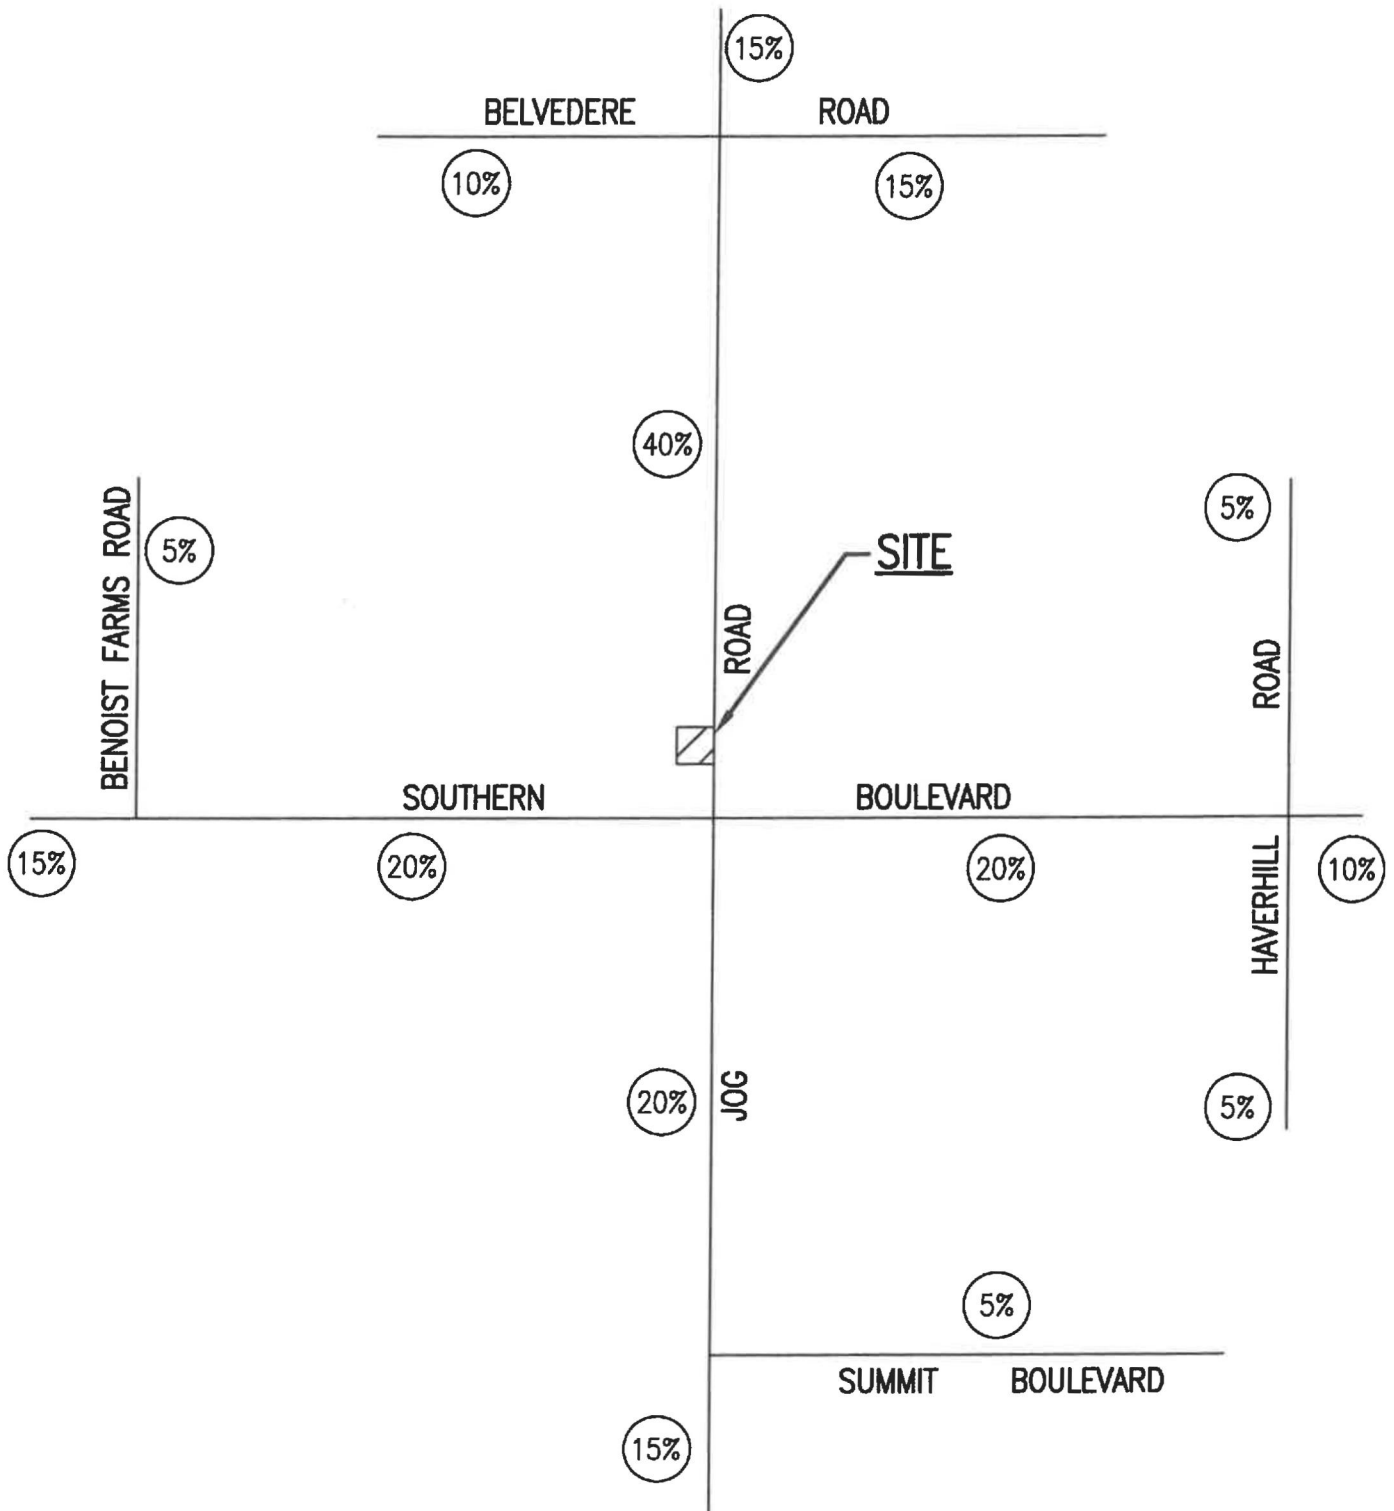 15%
BELVEDERE ROAD
10%
15%
40%
BENOIST FARMS ROAD
5%
5%
SITE
ROAD
ROAD
SOUTHERN BOULEVARD
15%
20%
20%
10%
HAVERHILL
20%
JOG
5%
5%
SUMMIT BOULEVARD
15%